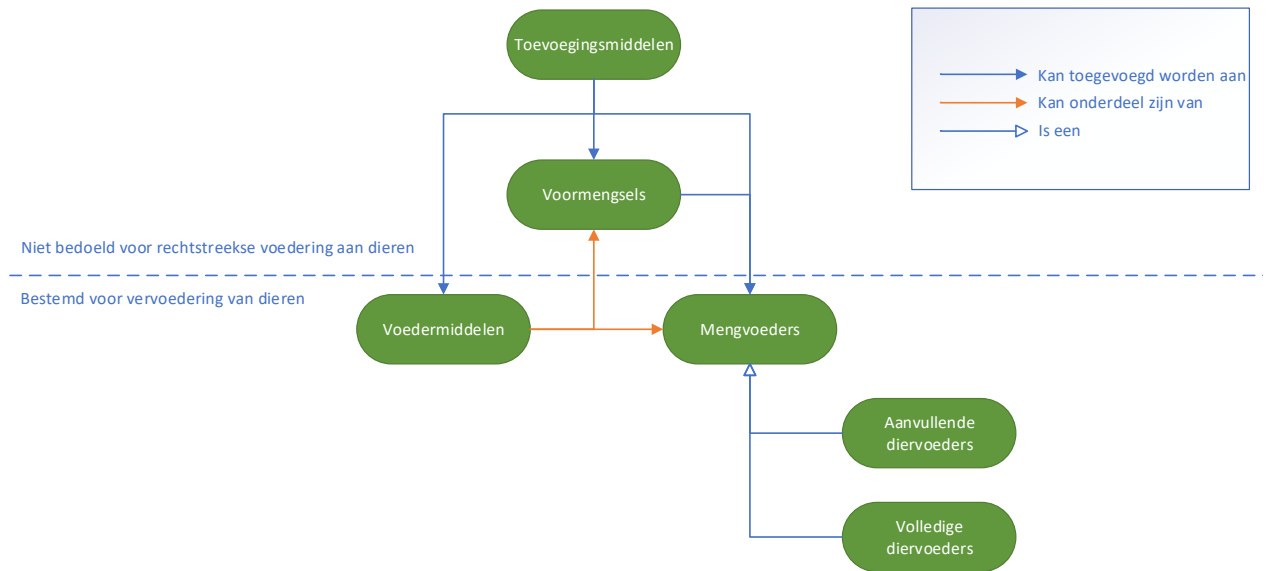 Toevoegingsmiddelen
Kan toegevoegd worden aan
Kan onderdeel zijn van
Is een
Voormengsels
Niet bedoeld voor rechtstreekse voedering aan dieren
Bestemd voor vervoedering van dieren
Voedermiddelen
Mengvoeders
Aanvullende
diervoeders
Volledige
diervoeders